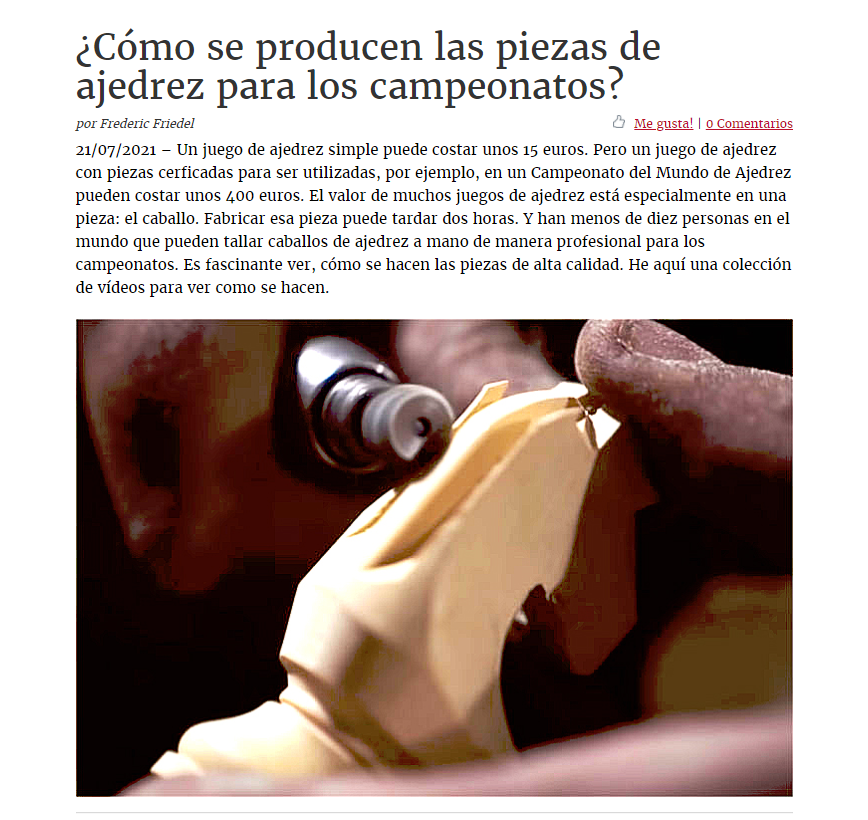 ¿Cómo se producen las piezas de
ajedrez para los campeonatos?
por Frederic Friedel
Me gusta! | 0 Comentarios
21/07/2021 – Un juego de ajedrez simple puede costar unos 15 euros. Pero un juego de ajedrez
con piezas cerficadas para ser utilizadas, por ejemplo, en un Campeonato del Mundo de Ajedrez
pueden costar unos 400 euros. El valor de muchos juegos de ajedrez está especialmente en una
pieza: el caballo. Fabricar esa pieza puede tardar dos horas. Y han menos de diez personas en el
mundo que pueden tallar caballos de ajedrez a mano de manera profesional para los
campeonatos. Es fascinante ver, cómo se hacen las piezas de alta calidad. He aquí una colección
de vídeos para ver como se hacen.